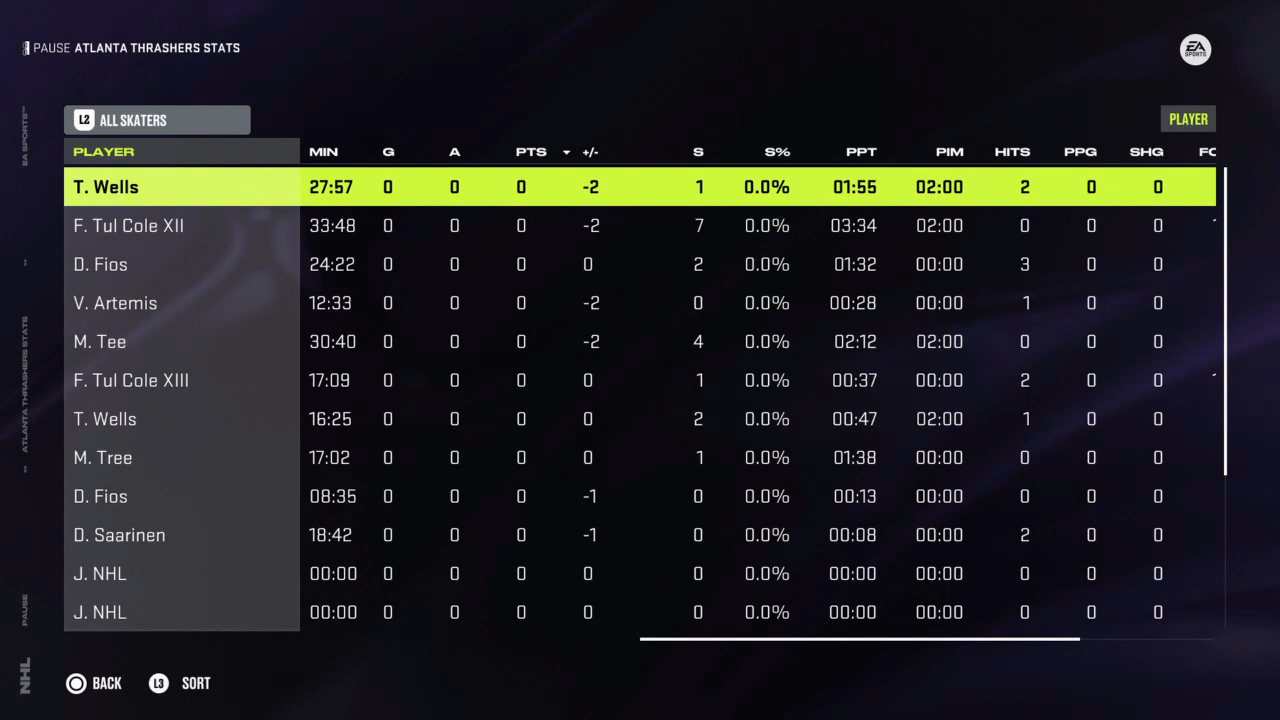 PAUSE ATLANTA THRASHERS STATS
EA SPORTS
L2 ALL SKATERS
PLAYER
PLAYER MIN G A PTS +/- S S% PPT PIM HITS PPG SHG
T. Wells 27:57 0 0 0 -2 1 0.0% 01:55 02:00 2 0 0
F. Tul Cole XII 33:48 0 0 0 -2 7 0.0% 03:34 02:00 0 0 0
D. Fios 24:22 0 0 0 0 2 0.0% 01:32 00:00 3 0 0
V. Artemis 12:33 0 0 0 -2 0 0.0% 00:28 00:00 1 0 0
M. Tee 30:40 0 0 0 -2 4 0.0% 02:12 02:00 0 0 0
F. Tul Cole XIII 17:09 0 0 0 0 1 0.0% 00:37 00:00 2 0 0
T. Wells 16:25 0 0 0 0 2 0.0% 00:47 02:00 1 0 0
M. Tree 17:02 0 0 0 0 1 0.0% 01:38 00:00 0 0 0
D. Fios 08:35 0 0 0 -1 0 0.0% 00:13 00:00 0 0 0
D. Saarinen 18:42 0 0 0 -1 0 0.0% 00:08 00:00 2 0 0
J. NHL 00:00 0 0 0 0 0 0.0% 00:00 00:00 0 0 0
J. NHL 00:00 0 0 0 0 0 0.0% 00:00 00:00 0 0 0
BACK L3 SORT
NHL PAUSE » ATLANTA THRASHERS STATS » EA SPORTS™